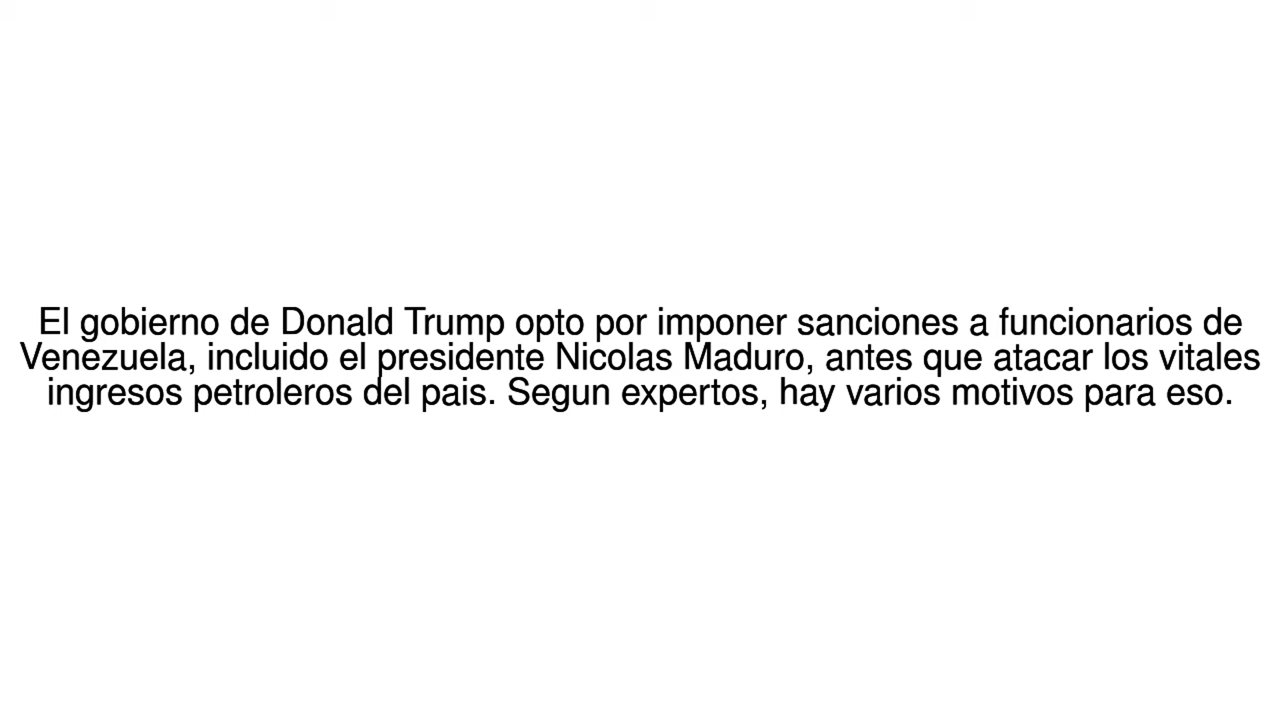 El gobierno de Donald Trump opto por imponer sanciones a funcionarios de
Venezuela, incluido el presidente Nicolas Maduro, antes que atacar los vitales
ingresos petroleros del pais. Segun expertos, hay varios motivos para eso.